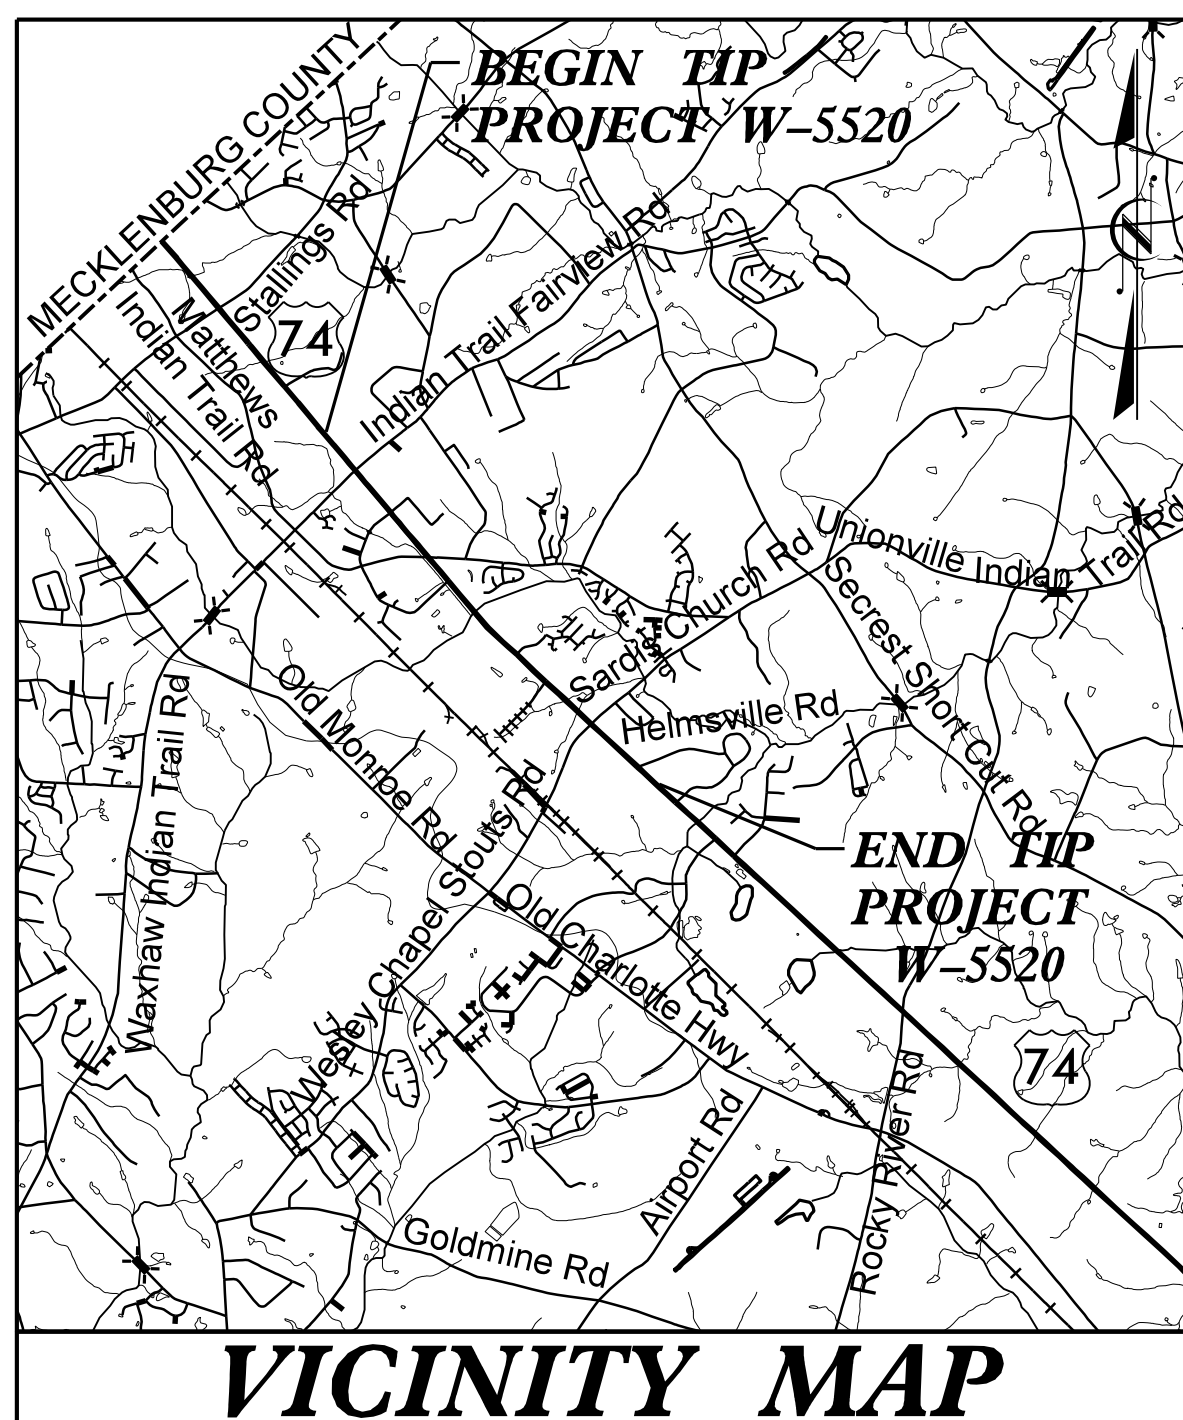 MECKLENBURG COUNTY
BEGIN TIP
PROJECT W–5520
Stallings Rd
Indian Trail Fairview Rd
Matthews
Indian Trail Rd
74
Unionville Indian Trail Rd
Sardis Church Rd
Secrest Short Cut Rd
Helmsville Rd
Old Monroe Rd
Waxhaw Indian Trail Rd
Wesley Chapel Stouts Rd
END TIP
PROJECT
W–5520
Old Charlotte Hwy
74
Airport Rd
Rocky River Rd
Goldmine Rd
VICINITY MAP